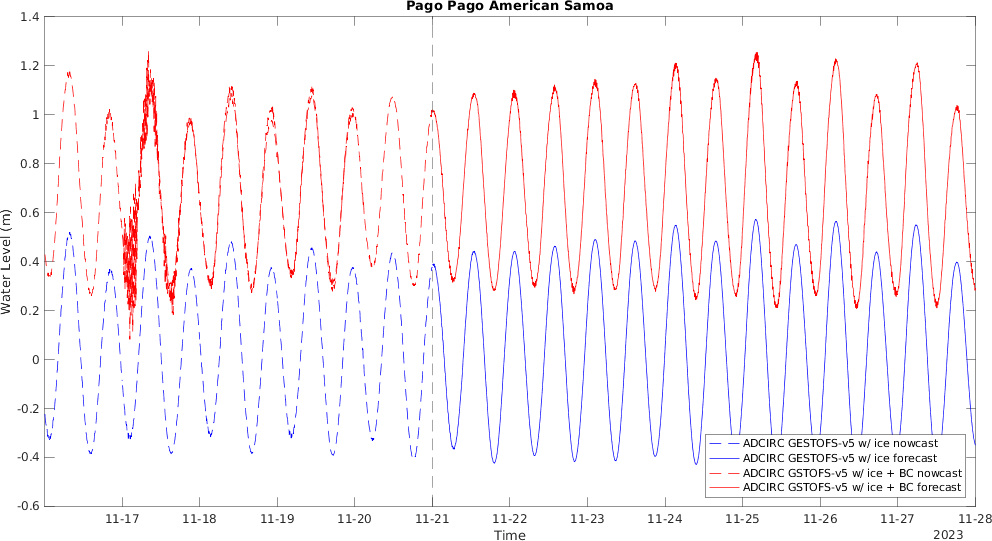 Pago Pago American Samoa
1.4
1.2
1
0.8
0.6
0.4
0.2
0
-0.2
-0.4
-0.6
Water Level (m)
ADCIRC GESTOFS-v5 w/ ice nowcast
ADCIRC GESTOFS-v5 w/ ice forecast
ADCIRC GSTOFS-v5 w/ ice + BC nowcast
ADCIRC GSTOFS-v5 w/ ice + BC forecast
11-17 11-18 11-19 11-20 11-21 11-22 11-23 11-24 11-25 11-26 11-27 11-28
Time
2023